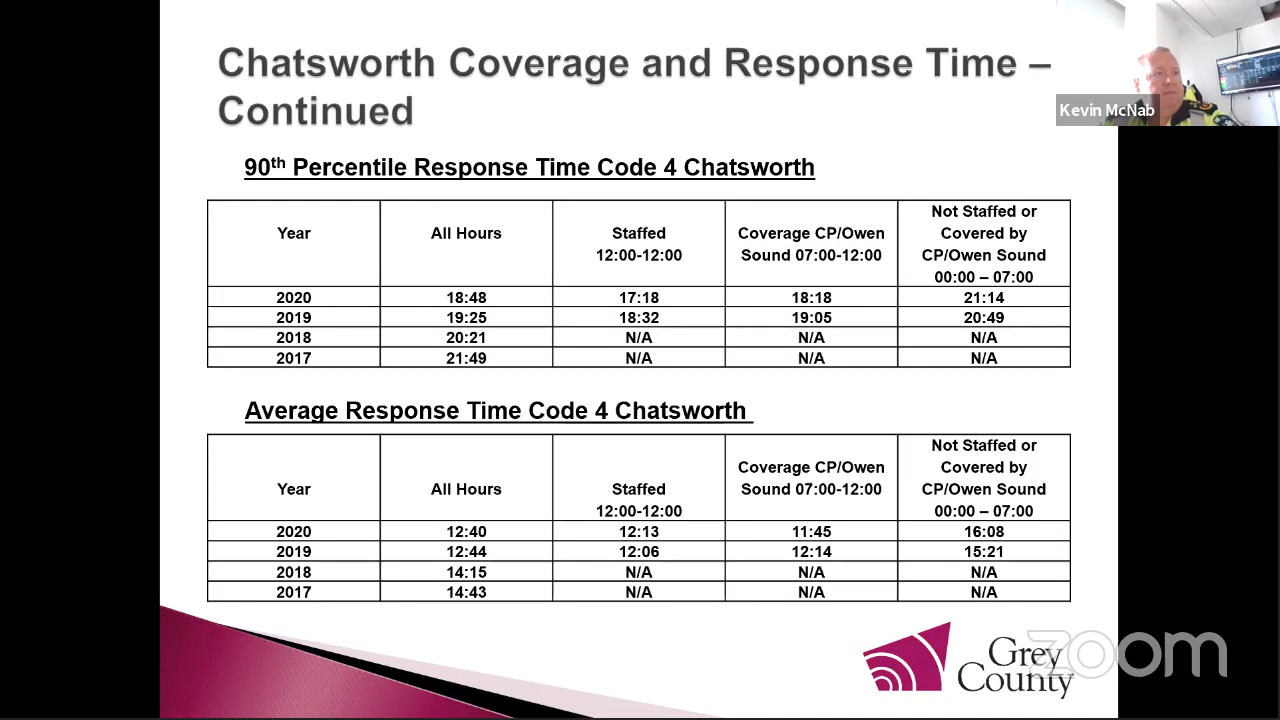 Chatsworth Coverage and Response Time –
Continued
Kevin McNab
90th Percentile Response Time Code 4 Chatsworth
Year
All Hours
Staffed
12:00-12:00
Coverage CP/Owen
Sound 07:00-12:00
Not Staffed or
Covered by
CP/Owen Sound
00:00 – 07:00
2020 18:48 17:18 18:18 21:14
2019 19:25 18:32 19:05 20:49
2018 20:21 N/A N/A N/A
2017 21:49 N/A N/A N/A
Average Response Time Code 4 Chatsworth
Year
All Hours
Staffed
12:00-12:00
Coverage CP/Owen
Sound 07:00-12:00
Not Staffed or
Covered by
CP/Owen Sound
00:00 – 07:00
2020 12:40 12:13 11:45 16:08
2019 12:44 12:06 12:14 15:21
2018 14:15 N/A N/A N/A
2017 14:43 N/A N/A N/A
Grey
County
zoom